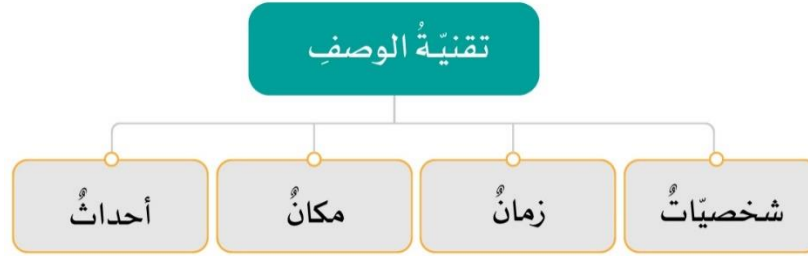 تقنيّةُ الوصفِ
شخصيّاتٌ
زمانٌ
مكانٌ
أحداثٌ